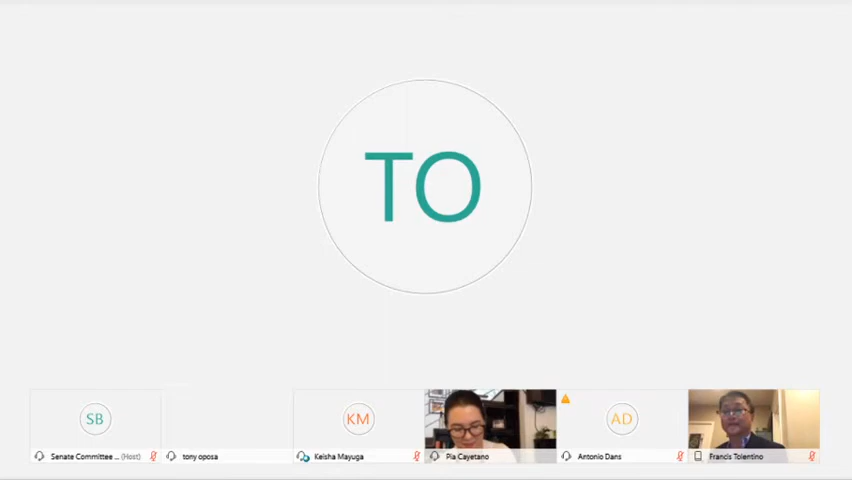 TO
SB
KM
AD
Senate Committee ... (Host)
tony oposa
Keisha Mayuga
Pia Cayetano
Antonio Dans
Francis Tolentino